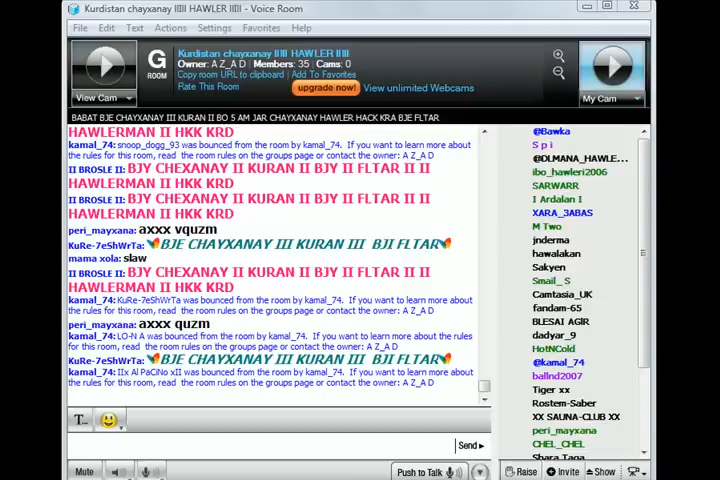 Kurdistan chayxanay II¦II HAWLER II¦II - Voice Room
File Edit Text Actions Settings Favorites Help
View Cam
G
ROOM
Kurdistan chayxanay II¦II HAWLER II¦II
Owner: A Z_A D | Members: 35 | Cams: 0
Copy room URL to clipboard | Add To Favorites
Rate This Room
upgrade now!
View unlimited Webcams
My Cam
BABAT BJE CHAYXANAY III KURAN II BO 5 AM JAR CHAYXANAY HAWLER HACK KRA BJE FLTAR
HAWLERMAN II HKK KRD
kamal_74: snoop_dogg_93 was bounced from the room by kamal_74. If you want to learn more about
the rules for this room, read the room rules on the groups page or contact the owner: A Z_A D
II BROSLE II: BJY CHEXANAY II KURAN II BJY II FLTAR II II
HAWLERMAN II HKK KRD
II BROSLE II: BJY CHAYXANAY II KURAN II BJY II FLTAR II II
HAWLERMAN II HKK KRD
peri_mayxana: axxx vquzm
KuRe-7eShWrTa: BJE CHAYXANAY III KURAN III BJI FLTAR
mama xola: slaw
II BROSLE II: BJY CHAYXANAY II KURAN II BJY II FLTAR II II
HAWLERMAN II HKK KRD
kamal_74: KuRe-7eShWrTa was bounced from the room by kamal_74. If you want to learn more
about the rules for this room, read the room rules on the groups page or contact the owner: A Z_A D
peri_mayxana: axxx quzm
kamal_74: LO-N A was bounced from the room by kamal_74. If you want to learn more about the
rules for this room, read the room rules on the groups page or contact the owner: A Z_A D
KuRe-7eShWrTa: BJE CHAYXANAY III KURAN III BJI FLTAR
kamal_74: IIx Al PaCiNo xII was bounced from the room by kamal_74. If you want to learn more about
the rules for this room, read the room rules on the groups page or contact the owner: A Z_A D
@Bawka
S p i
@DLMANA_HAWLE...
ibo_hawleri2006
SARWARR
I Ardalan I
XARA_3ABAS
M Two
jnderma
hawalakan
Sakyen
Smail_ S
Camtasia_UK
fandam-65
BLESAI AGIR
dadyar_9
HotNCold
@kamal_74
ballnd2007
Tiger xx
Rostem-Saber
XX SAUNA-CLUB XX
peri_mayxana
CHEL_CHEL
Shara Taga
T...
Send
Mute
Push to Talk
Raise
Invite
Show